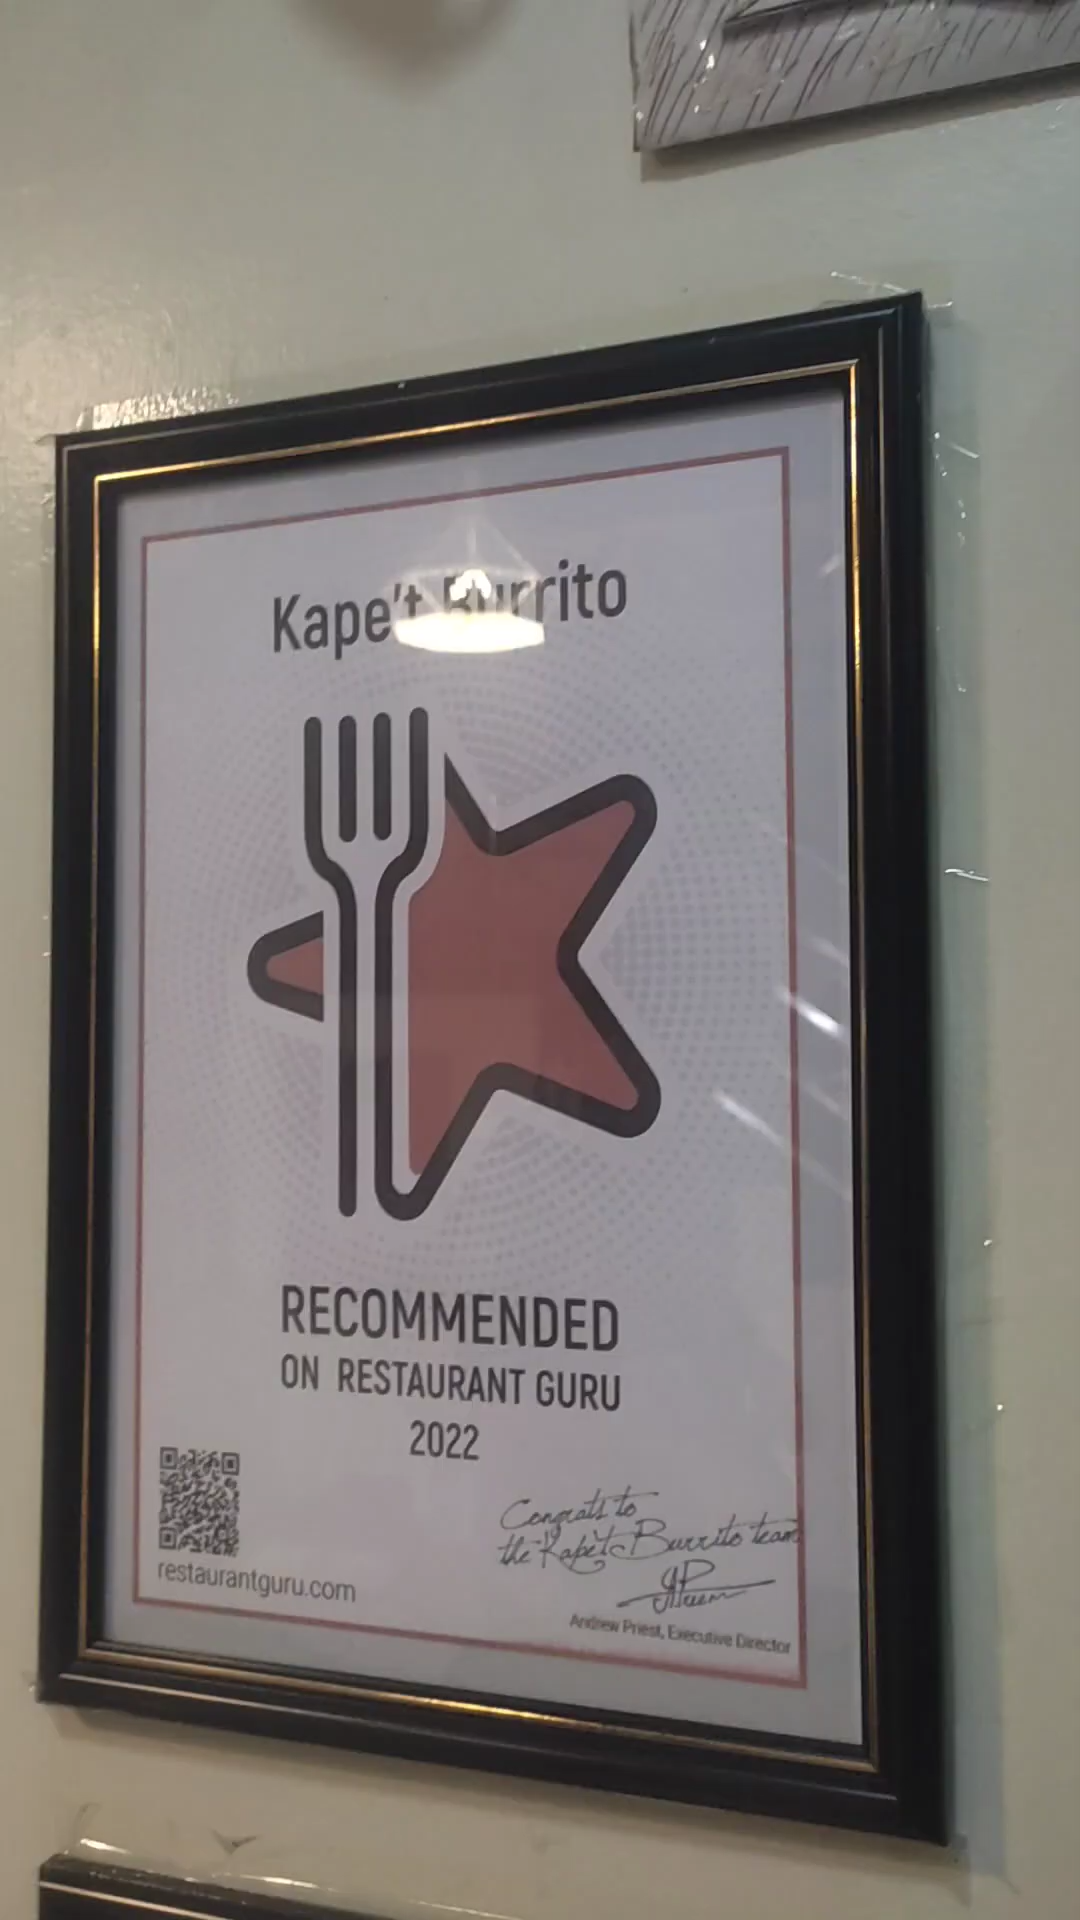 Kape't Burrito
RECOMMENDED
ON RESTAURANT GURU
2022
restaurantguru.com
Congrats to
the Kape't Burrito team
Andrew Priest, Executive Director